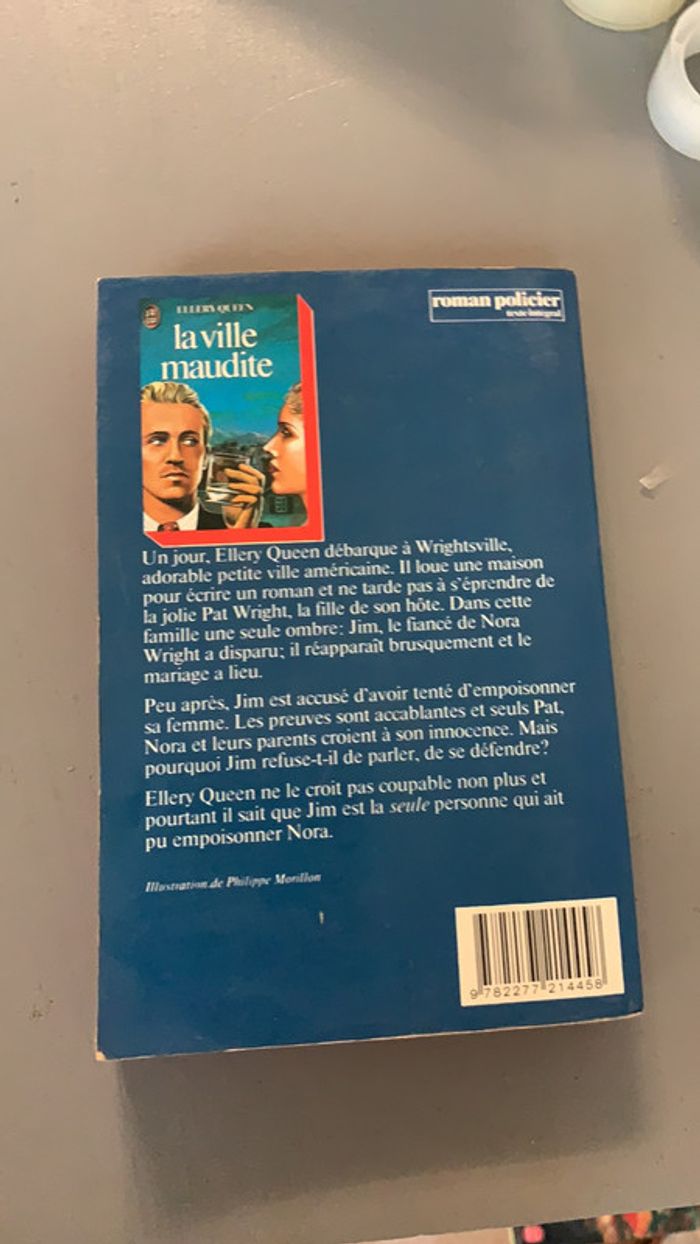 roman policier
texte intégral
ELLERY QUEEN
la ville
maudite
Un jour, Ellery Queen débarque à Wrightsville,
adorable petite ville américaine. Il loue une maison
pour écrire un roman et ne tarde pas à s'éprendre de
la jolie Pat Wright, la fille de son hôte. Dans cette
famille une seule ombre: Jim, le fiancé de Nora
Wright a disparu; il réapparaît brusquement et le
mariage a lieu.
Peu après, Jim est accusé d'avoir tenté d'empoisonner
sa femme. Les preuves sont accablantes et seuls Pat,
Nora et leurs parents croient à son innocence. Mais
pourquoi Jim refuse-t-il de parler, de se défendre?
Ellery Queen ne le croit pas coupable non plus et
pourtant il sait que Jim est la seule personne qui ait
pu empoisonner Nora.
Illustration de Philippe Morillon
9 782277 214458